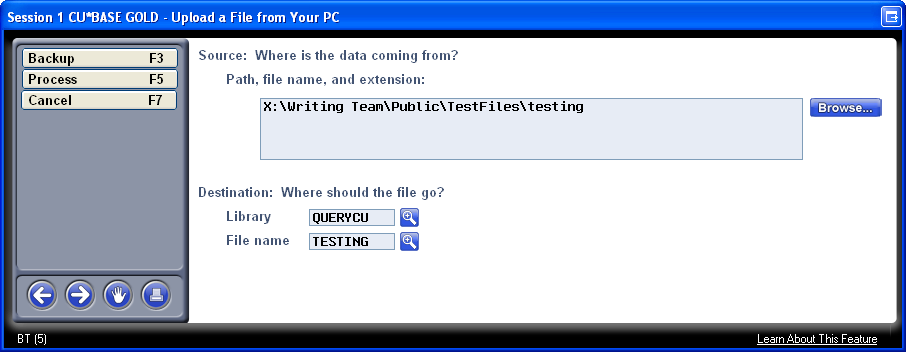 Session 1 CU*BASE GOLD - Upload a File from Your PC
Backup F3
Process F5
Cancel F7
Source: Where is the data coming from?
Path, file name, and extension:
X:\Writing Team\Public\TestFiles\testing
Browse...
Destination: Where should the file go?
Library QUERYCU
File name TESTING
BT (5)
Learn About This Feature